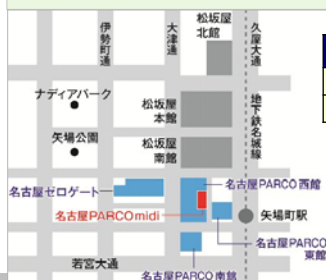 伊勢町通
大津通
松坂屋
北館
久屋大通
地下鉄名城線
ナディアパーク
松坂屋
本館
矢場公園
松坂屋
南館
名古屋ゼロゲート
名古屋PARCO西館
名古屋PARCOmidi
矢場町駅
名古屋PARCO
東館
若宮大通
名古屋PARCO南館